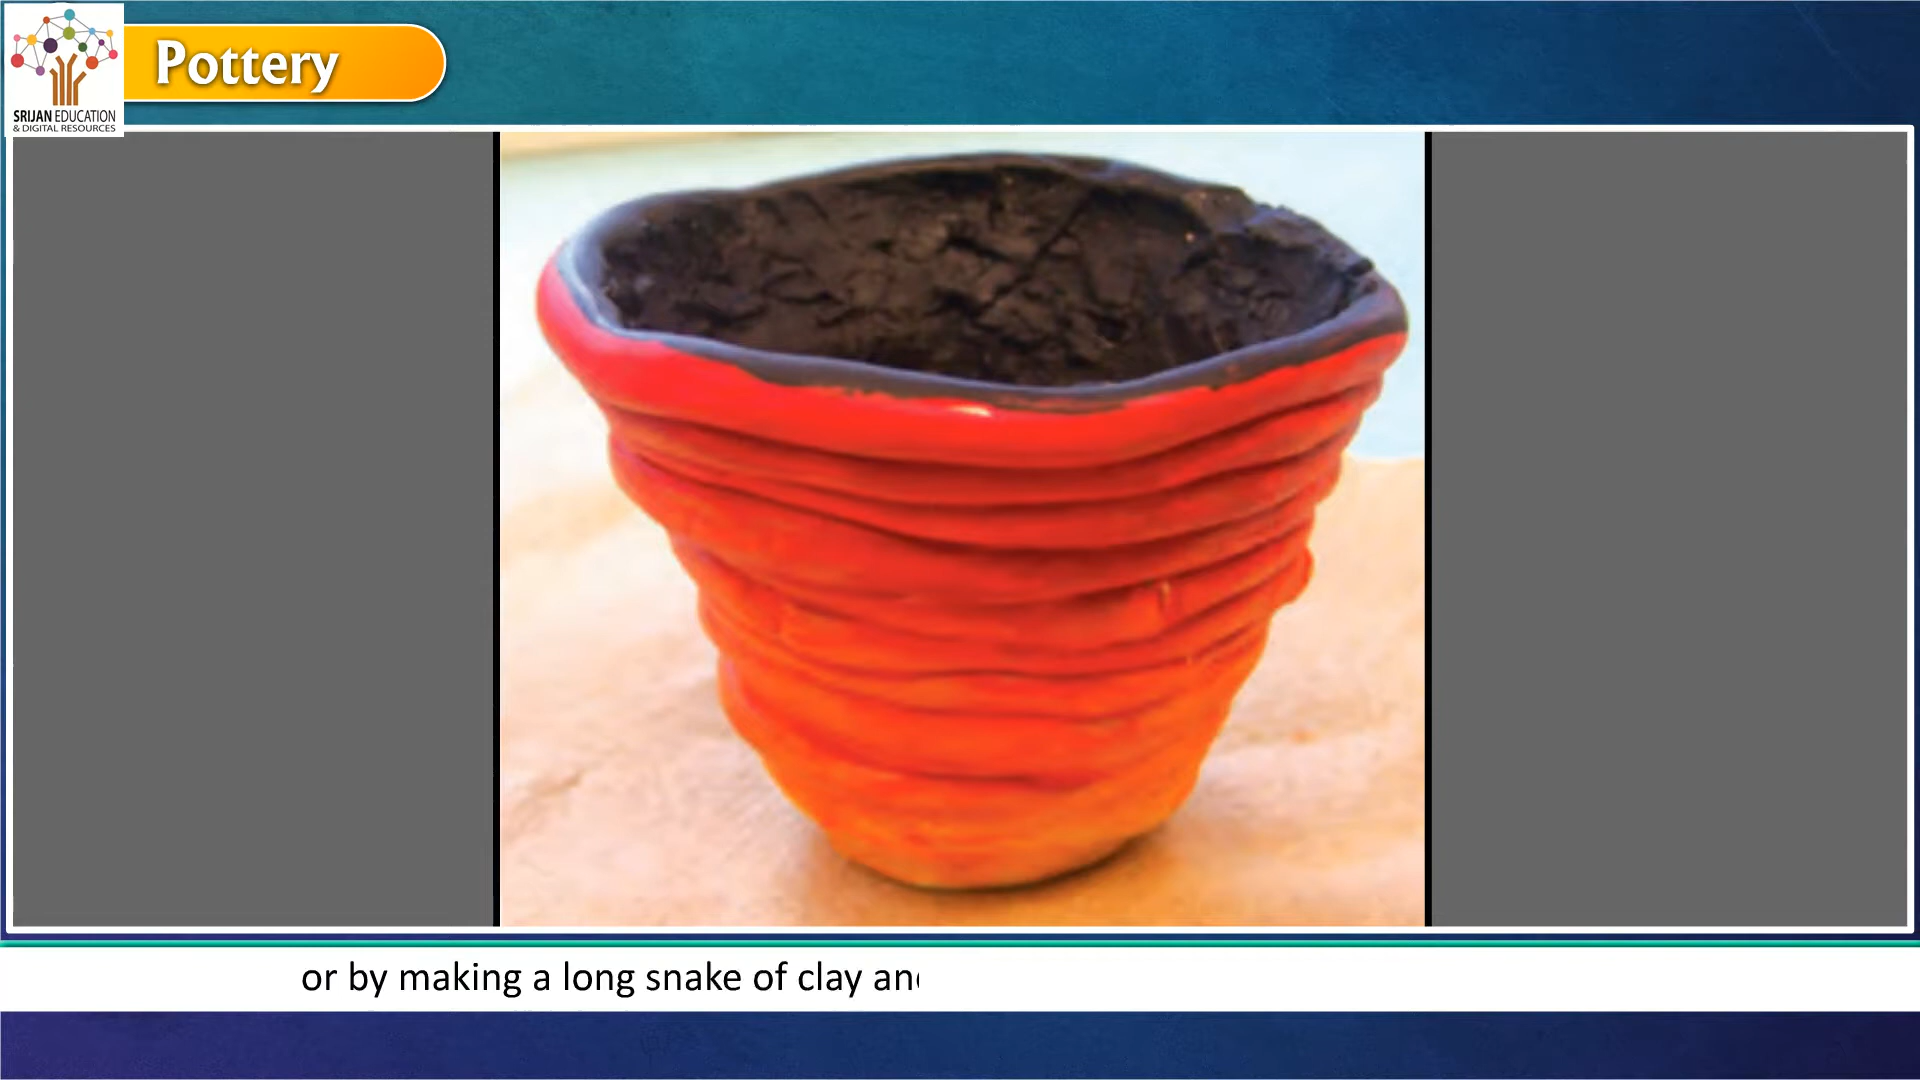 Pottery
SRIJAN EDUCATION
& DIGITAL RESOURCES
or by making a long snake of clay an